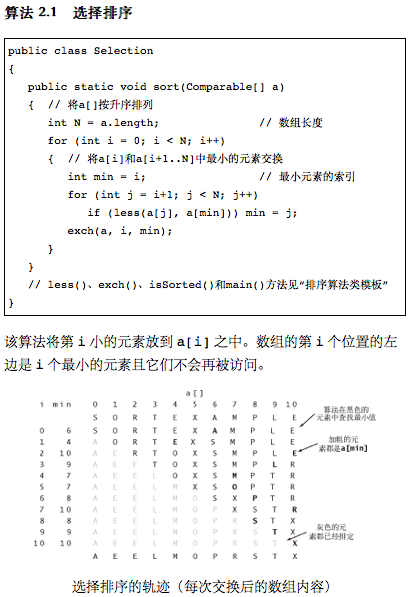 算法 2.1 选择排序
public class Selection
{
public static void sort(Comparable[] a)
{ // 将a[]按升序排列
int N = a.length; // 数组长度
for (int i = 0; i < N; i++)
{ // 将a[i]和a[i+1..N]中最小的元素交换
int min = i; // 最小元素的索引
for (int j = i+1; j < N; j++)
if (less(a[j], a[min])) min = j;
exch(a, i, min);
}
}
// less()、exch()、isSorted()和main()方法见“排序算法类模板”
}
该算法将第 i 小的元素放到 a[i] 之中。数组的第 i 个位置的左
边是 i 个最小的元素且它们不会再被访问。
a[]
i min 0 1 2 3 4 5 6 7 8 9 10
S O R T E X A M P L E
0 6 S O R T E X A M P L E
1 4 A O R T E X S M P L E
2 10 A E R T O X S M P L E
3 9 A E E T O X S M P L R
4 7 A E E L O X S M P T R
5 7 A E E L M X S O P T R
6 8 A E E L M O S X P T R
7 10 A E E L M O P X S T R
8 8 A E E L M O P R S T X
9 9 A E E L M O P R S T X
10 10 A E E L M O P R S T X
A E E L M O P R S T X
算法在黑色的
元素中查找最小值
加粗的元
素都是a[min]
灰色的元
素都已经排定
选择排序的轨迹（每次交换后的数组内容）